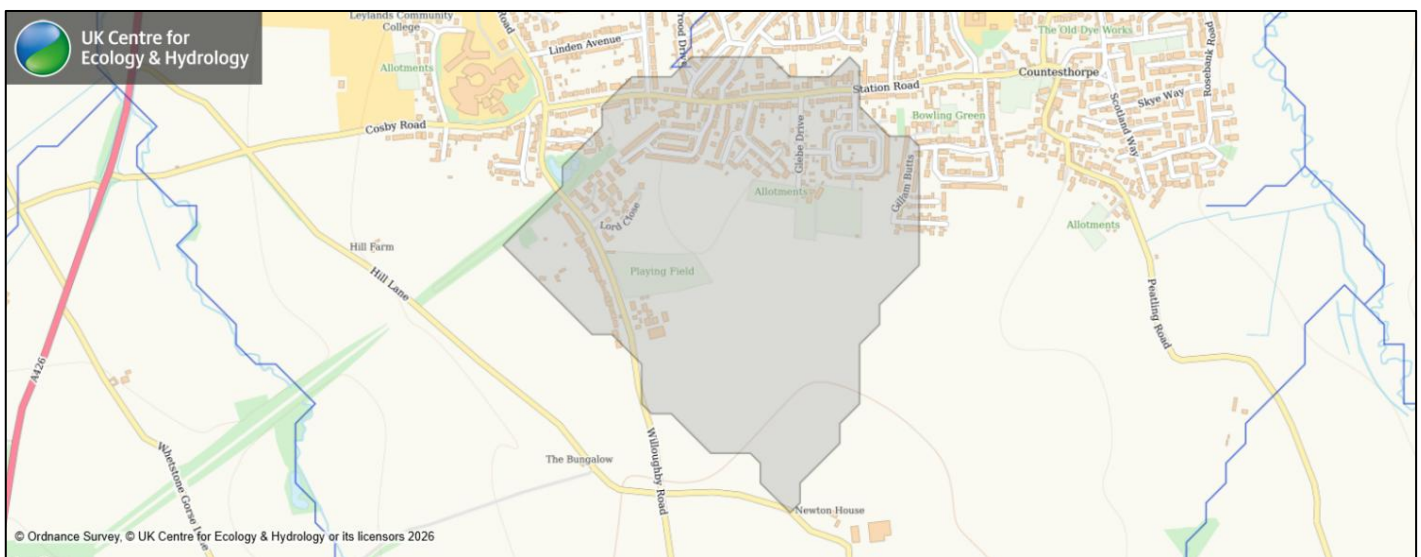 UK Centre for
Ecology & Hydrology
Leylands Community
College
Road
Linden Avenue
The Old Dye Works
Rosebank Road
Allotments
Countesthorpe
Station Road
Skye Way
Cosby Road
Bowling Green
Scotland Way
Glebe Drive
Allotments
Gillam Butts
Lord Close
Allotments
Hill Farm
Playing Field
Hill Lane
Peatling Road
A426
Willoughby Road
The Bungalow
Whetstone Gorse
Newton House
© Ordnance Survey, © UK Centre for Ecology & Hydrology or its licensors 2026